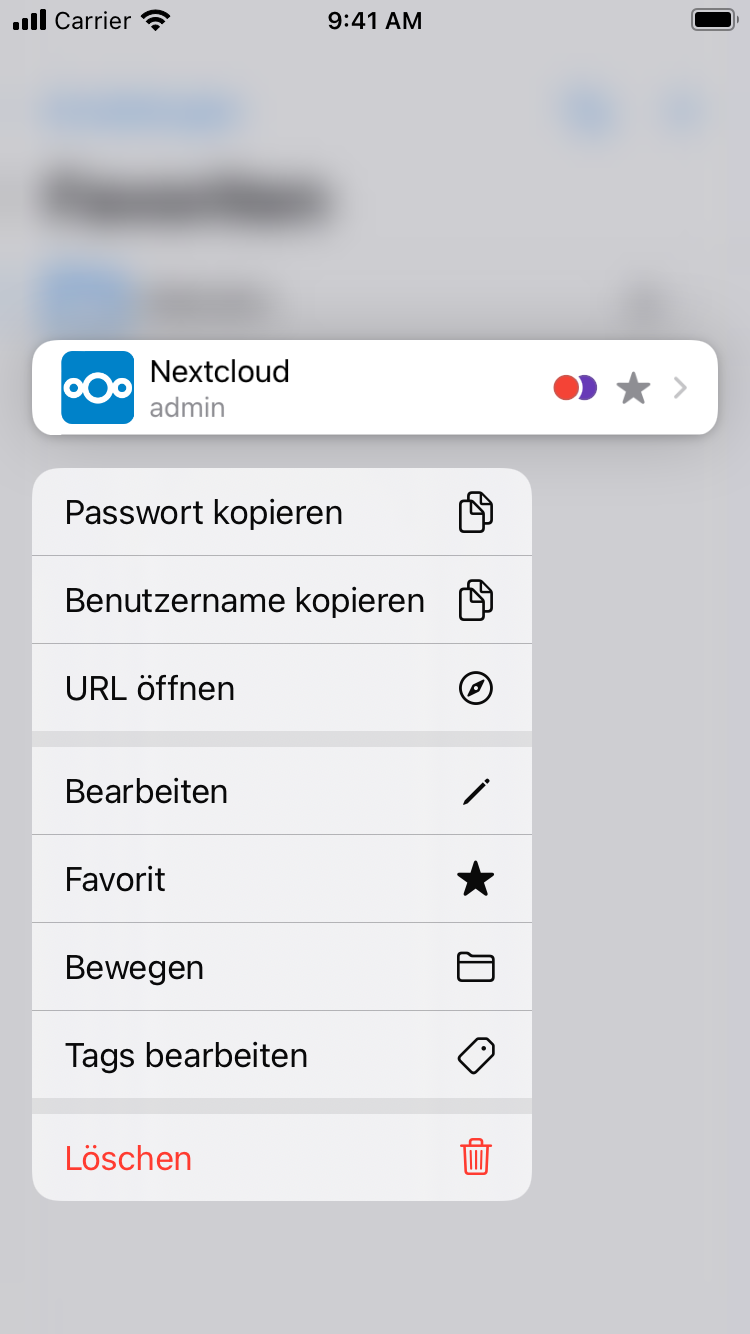 Carrier 9:41 AM
Nextcloud
admin
Passwort kopieren
Benutzername kopieren
URL öffnen
Bearbeiten
Favorit
Bewegen
Tags bearbeiten
Löschen